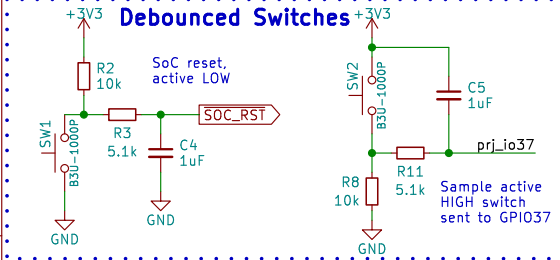 Debounced Switches
+3V3
R2
10k
SoC reset,
active LOW
SW1
B3U-1000P
R3
5.1k
SOC_RST
C4
1uF
GND
GND
+3V3
SW2
B3U-1000P
C5
1uF
prj_io37
R11
5.1k
R8
10k
GND
Sample active
HIGH switch
sent to GPIO37